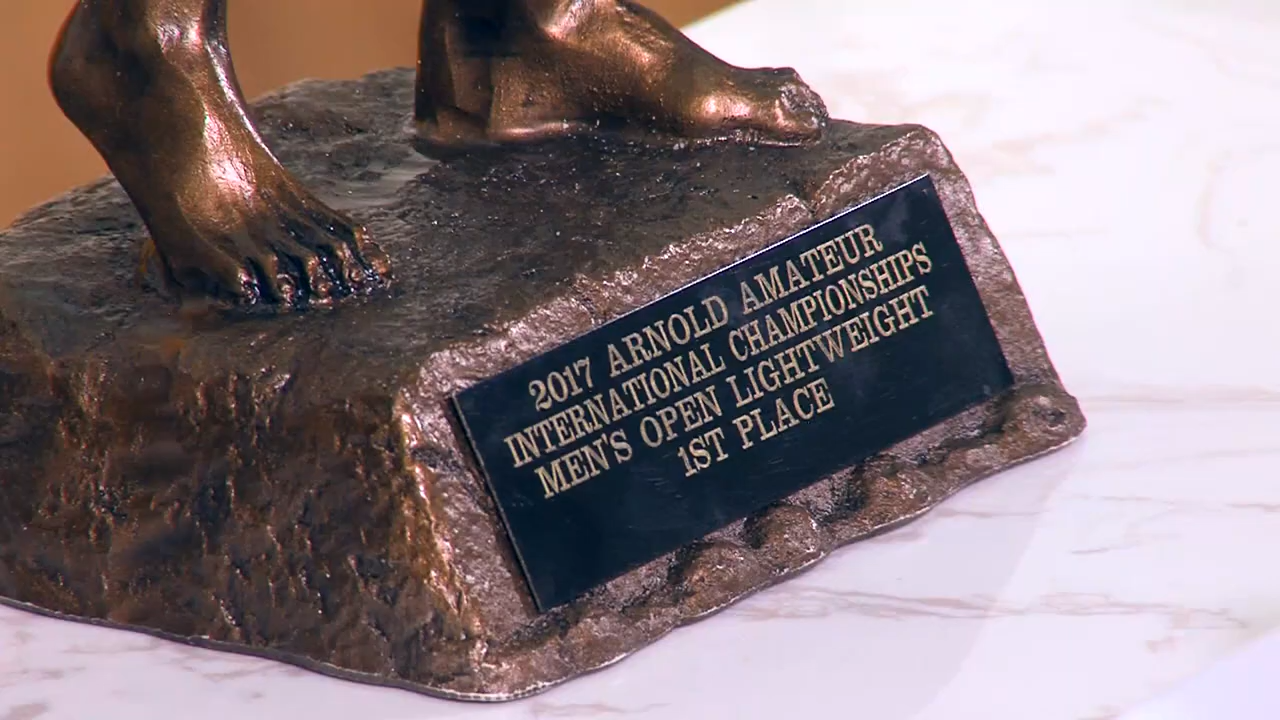 2017 ARNOLD AMATEUR
INTERNATIONAL CHAMPIONSHIPS
MEN'S OPEN LIGHTWEIGHT
1ST PLACE